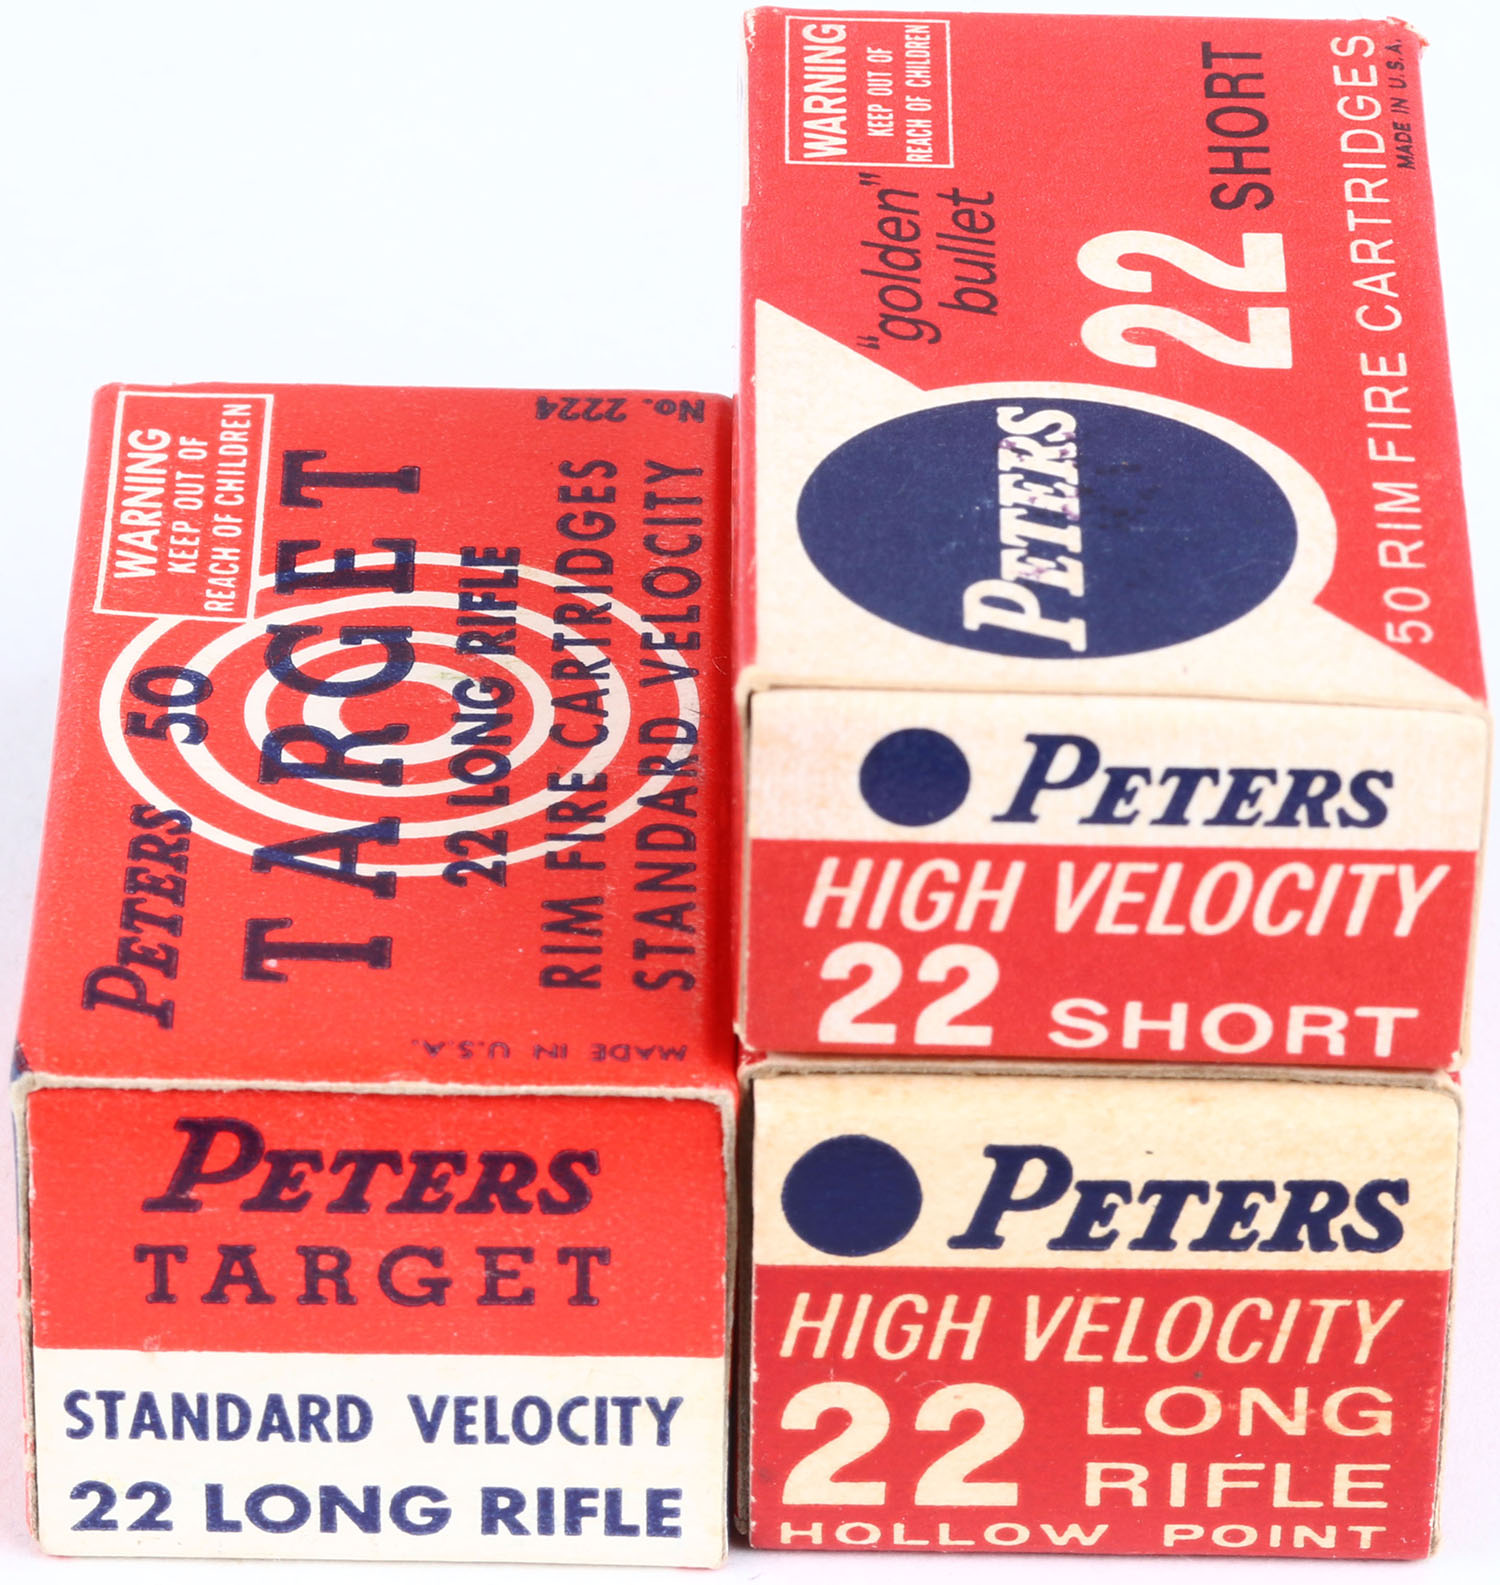 WARNING
KEEP OUT OF
REACH OF CHILDREN
"golden"
bullet
PETERS
22 SHORT
50 RIM FIRE CARTRIDGES
MADE IN U.S.A.
PETERS
HIGH VELOCITY
22 SHORT
WARNING
KEEP OUT OF
REACH OF CHILDREN
PETERS 50
TARGET
22 LONG RIFLE
RIM FIRE CARTRIDGES
STANDARD VELOCITY
No. 2224
MADE IN U.S.A.
PETERS
TARGET
STANDARD VELOCITY
22 LONG RIFLE
PETERS
HIGH VELOCITY
22 LONG
RIFLE
HOLLOW POINT